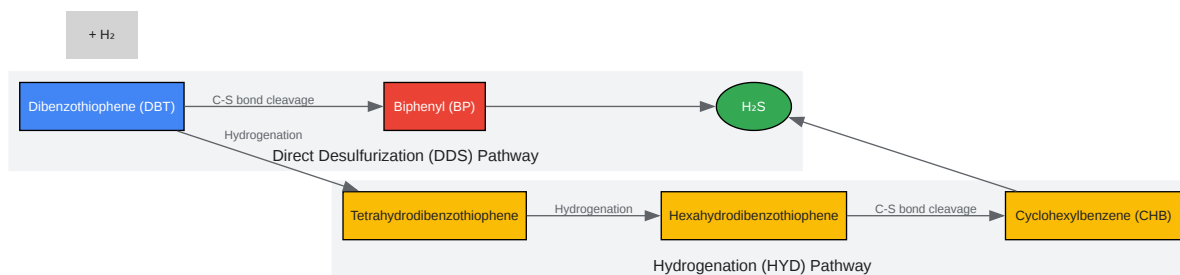 + H₂
Dibenzothiophene (DBT)
C-S bond cleavage
Biphenyl (BP)
H₂S
Hydrogenation
Direct Desulfurization (DDS) Pathway
Tetrahydrodibenzothiophene
Hydrogenation
Hexahydrodibenzothiophene
C-S bond cleavage
Cyclohexylbenzene (CHB)
Hydrogenation (HYD) Pathway